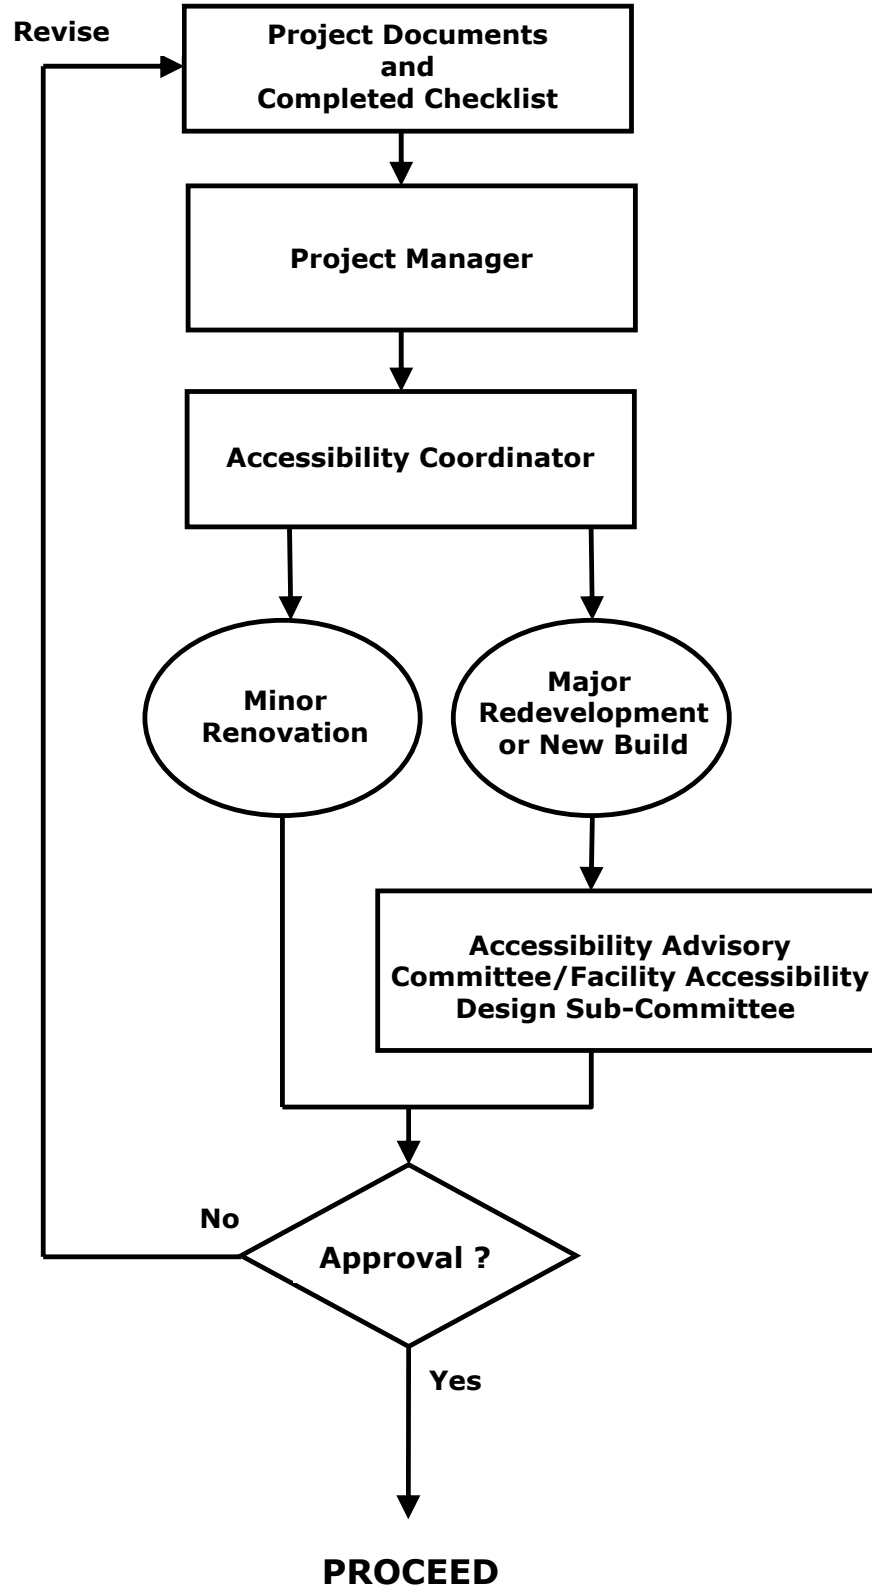 Revise
Project Documents
and
Completed Checklist
Project Manager
Accessibility Coordinator
Minor
Renovation
Major
Redevelopment
or New Build
Accessibility Advisory
Committee/Facility Accessibility
Design Sub-Committee
No
Approval ?
Yes
PROCEED